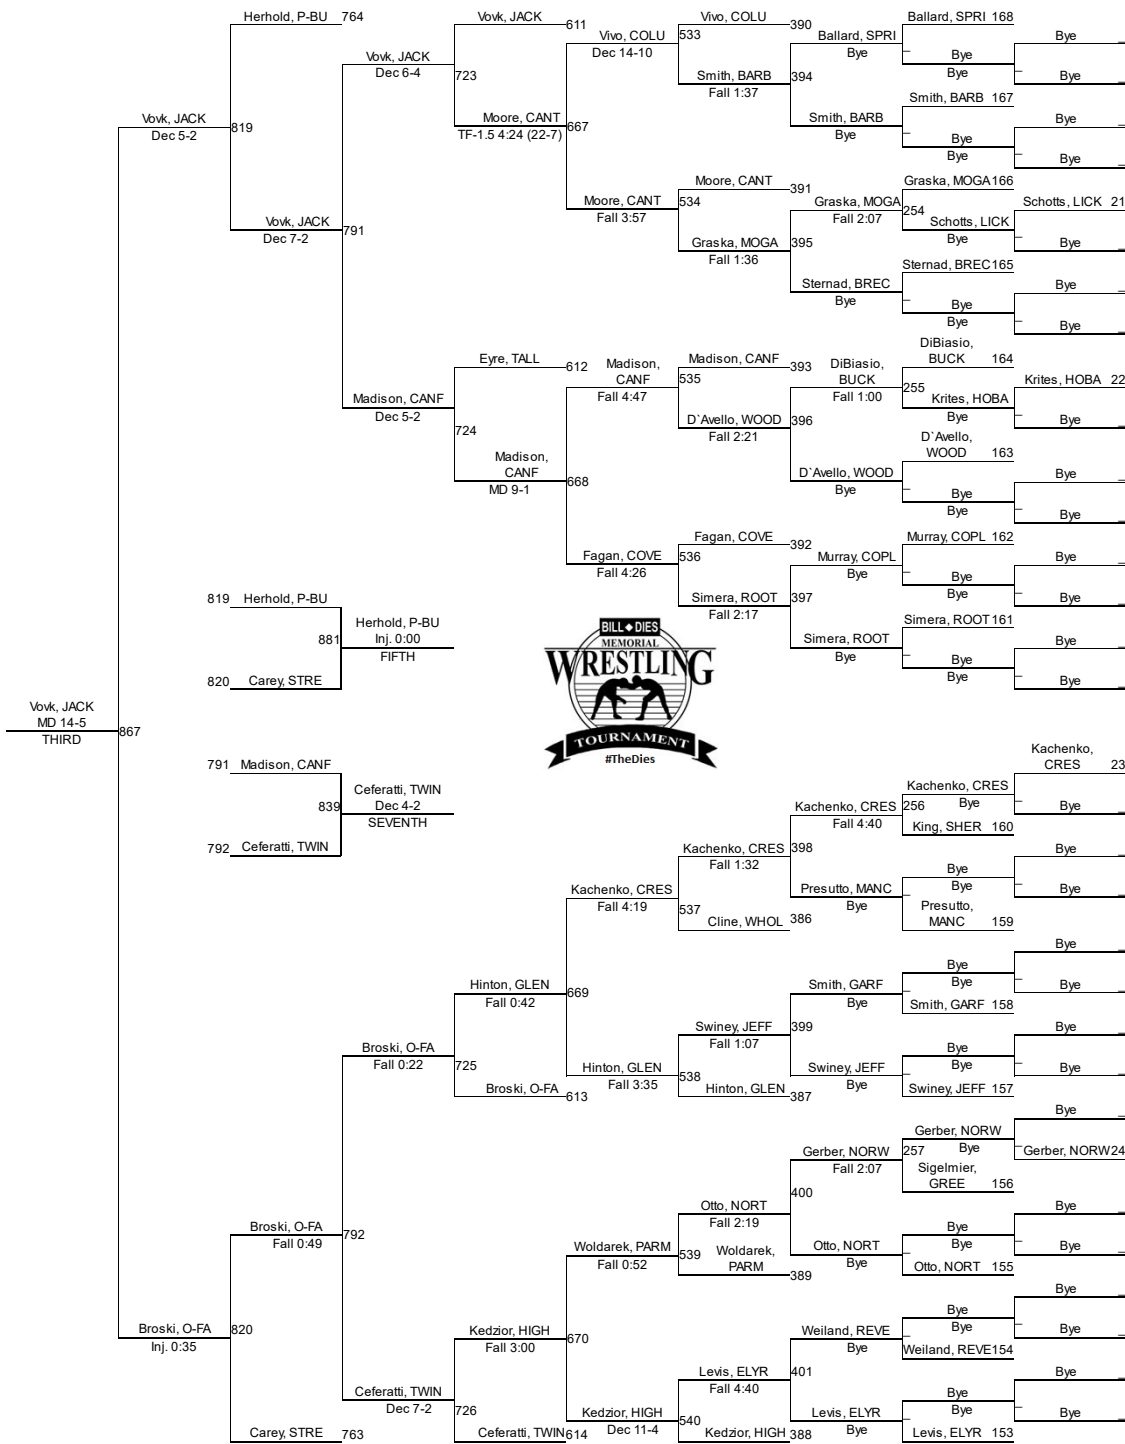 Herhold, P-BU 764
Vovk, JACK
611
Vivo, COLU
390
Ballard, SPRI 168
Bye
Vivo, COLU
Dec 14-10
533
Ballard, SPRI
Bye
Bye
Bye
Vovk, JACK
Dec 6-4
723
Smith, BARB
Fall 1:37
394
Bye
Smith, BARB 167
Moore, CANT
TF-1.5 4:24 (22-7)
667
Smith, BARB
Bye
Bye
Vovk, JACK
Dec 5-2
819
Bye
Bye
Bye
Moore, CANT
391
Graska, MOGA 166
Moore, CANT
Fall 3:57
534
Graska, MOGA
Fall 2:07
254
Schotts, LICK 21
Vovk, JACK
Dec 7-2
791
Schotts, LICK
Bye
Graska, MOGA
Fall 1:36
395
Bye
Sternad, BREC 165
Sternad, BREC
Bye
Bye
Bye
Bye
Bye
Eyre, TALL
612
Madison,
CANF
Fall 4:47
Madison, CANF
393
DiBiasio,
BUCK
Fall 1:00
DiBiasio,
BUCK 164
535
255
Krites, HOBA 22
Madison, CANF
Dec 5-2
724
Krites, HOBA
Bye
D`Avello, WOOD
Fall 2:21
396
Bye
D`Avello,
WOOD 163
Madison,
CANF
MD 9-1
668
D`Avello, WOOD
Bye
Bye
Bye
Bye
Bye
Fagan, COVE
392
Murray, COPL 162
Fagan, COVE
Fall 4:26
536
Murray, COPL
Bye
Bye
Bye
Bye
Bye
Simera, ROOT
Fall 2:17
397
819 Herhold, P-BU
Simera, ROOT 161
Herhold, P-BU
Inj. 0:00
FIFTH
881
Simera, ROOT
Bye
Bye
Bye
Bye
Bye
820 Carey, STRE
BILL DIES
MEMORIAL
WRESTLING
TOURNAMENT
#TheDies
Vovk, JACK
MD 14-5
THIRD
867
791 Madison, CANF
Kachenko,
CRES 23
Ceferatti, TWIN
Dec 4-2
SEVENTH
839
Kachenko, CRES
Bye
Kachenko, CRES
Fall 4:40
256
Bye
King, SHER 160
792 Ceferatti, TWIN
Kachenko, CRES
Fall 1:32
398
Bye
Kachenko, CRES
Fall 4:19
537
Presutto, MANC
Bye
Bye
Bye
Bye
Presutto,
MANC 159
Cline, WHOL
386
Bye
Hinton, GLEN
Fall 0:42
669
Smith, GARF
Bye
Bye
Bye
Bye
Smith, GARF 158
Swiney, JEFF
Fall 1:07
399
Bye
Broski, O-FA
Fall 0:22
725
Hinton, GLEN
Fall 3:35
538
Swiney, JEFF
Bye
Bye
Bye
Bye
Broski, O-FA
613
Hinton, GLEN
387
Swiney, JEFF 157
Bye
Gerber, NORW
Bye
Gerber, NORW
Fall 2:07
257
Gerber, NORW 24
Sigelmier,
GREE 156
400
Otto, NORT
Fall 2:19
Bye
Broski, O-FA
Fall 0:49
792
Woldarek, PARM
Fall 0:52
539
Woldarek,
PARM
389
Otto, NORT
Bye
Bye
Bye
Bye
Otto, NORT 155
Bye
Broski, O-FA
Inj. 0:35
820
Kedzior, HIGH
Fall 3:00
670
Weiland, REVE
Bye
Bye
Bye
Bye
Weiland, REVE 154
Levis, ELYR
Fall 4:40
401
Bye
Ceferatti, TWIN
Dec 7-2
726
Kedzior, HIGH
Dec 11-4
540
Levis, ELYR
Bye
Bye
Bye
Bye
Carey, STRE 763
Ceferatti, TWIN 614
Kedzior, HIGH 388
Levis, ELYR 153